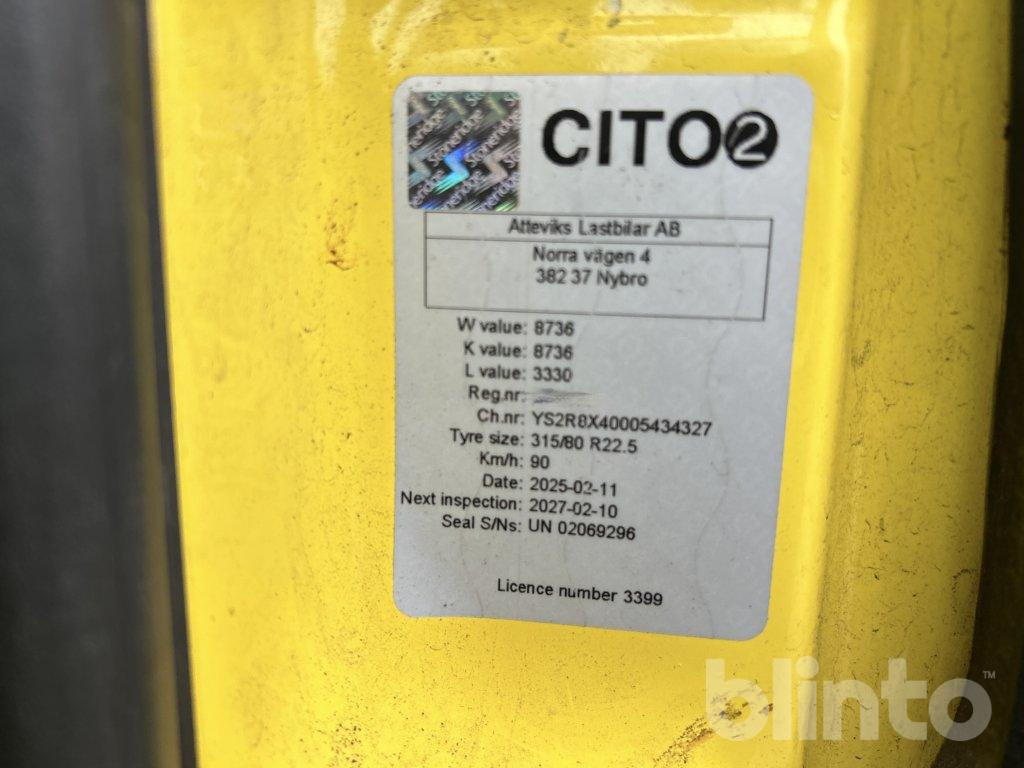 Stoneridge
CITO2
Atteviks Lastbilar AB
Norra vägen 4
382 37 Nybro
W value: 8736
K value: 8736
L value: 3330
Reg.nr:
Ch.nr: YS2R8X40005434327
Tyre size: 315/80 R22.5
Km/h: 90
Date: 2025-02-11
Next inspection: 2027-02-10
Seal S/Ns: UN 02069296
Licence number 3399
blinto™